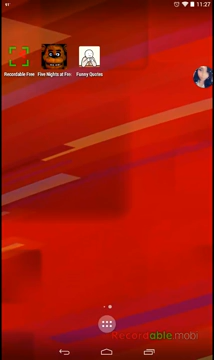 11:27
Recordable Free
Five Nights at Fre
Funny Quotes
Recordable mobi